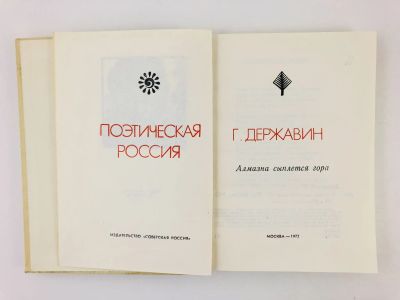 ПОЭТИЧЕСКАЯ
РОССИЯ
ИЗДАТЕЛЬСТВО «СОВЕТСКАЯ РОССИЯ»
Г. ДЕРЖАВИН
Алмазна сыплется гора
МОСКВА — 1972